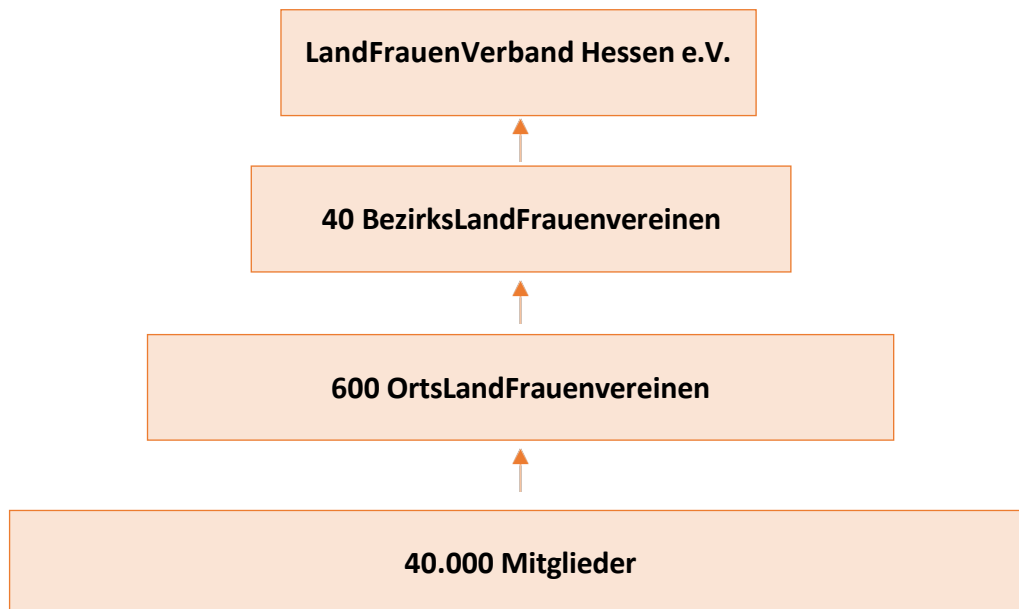 LandFrauenVerband Hessen e.V.
40 BezirksLandFrauenvereinen
600 OrtsLandFrauenvereinen
40.000 Mitglieder